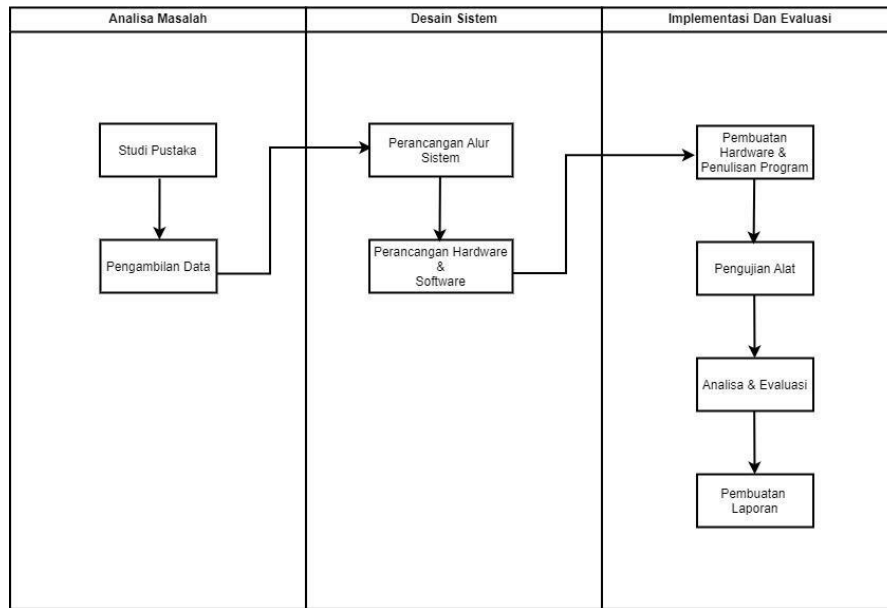 Analisa Masalah
Desain Sistem
Implementasi Dan Evaluasi
Studi Pustaka
Pengambilan Data
Perancangan Alur
Sistem
Perancangan Hardware
&
Software
Pembuatan
Hardware &
Penulisan Program
Pengujian Alat
Analisa & Evaluasi
Pembuatan
Laporan